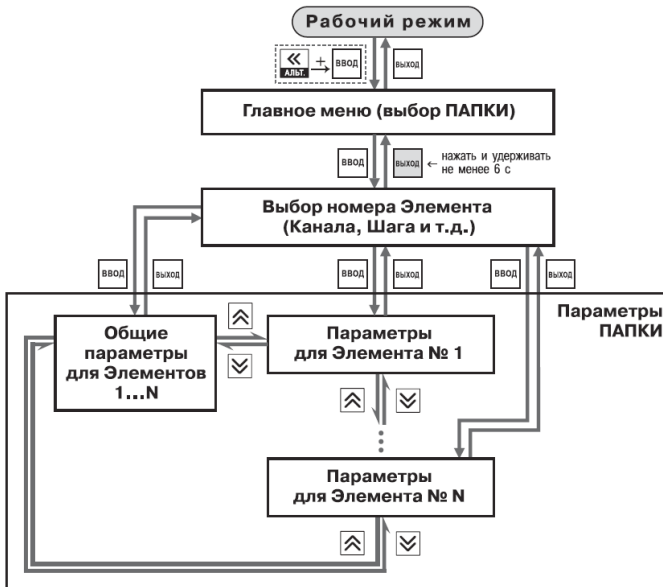 Рабочий режим
« + ВВОД ВЫХОД
АЛЬТ.
Главное меню (выбор ПАПКИ)
ВВОД ВЫХОД ← нажать и удерживать
не менее 6 с
Выбор номера Элемента
(Канала, Шага и т.д.)
ВВОД ВЫХОД ВВОД ВЫХОД ВВОД ВЫХОД
Параметры
ПАПКИ
Общие
параметры
для Элементов
1...N
Параметры
для Элемента № 1
Параметры
для Элемента № N